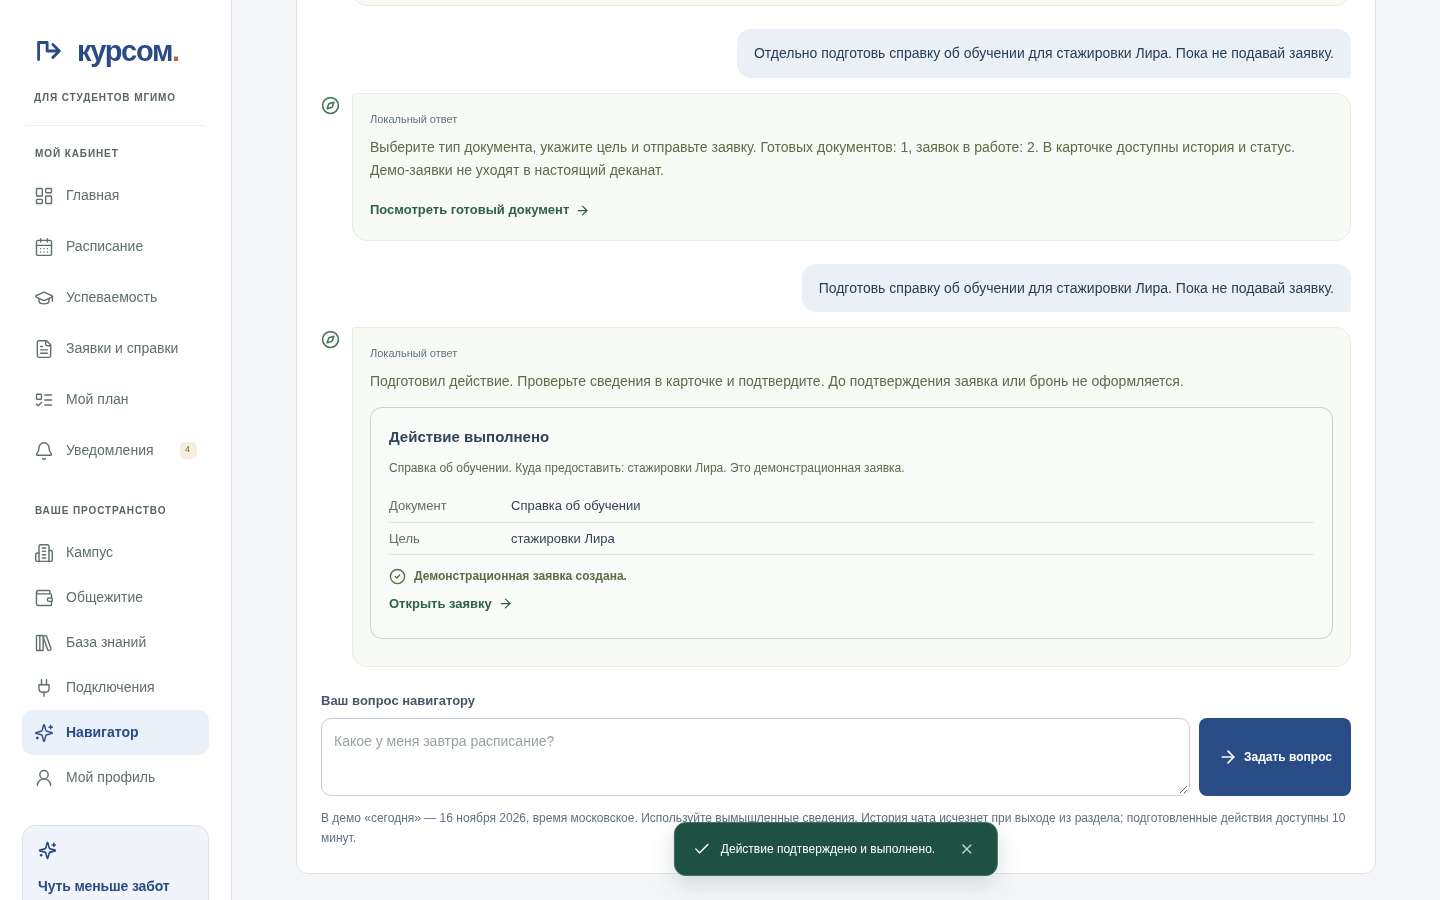 курсом.
ДЛЯ СТУДЕНТОВ МГИМО
МОЙ КАБИНЕТ
Главная
Расписание
Успеваемость
Заявки и справки
Мой план
Уведомления 4
ВАШЕ ПРОСТРАНСТВО
Кампус
Общежитие
База знаний
Подключения
Навигатор
Мой профиль
Чуть меньше забот
Отдельно подготовь справку об обучении для стажировки Лира. Пока не подавай заявку.
Локальный ответ
Выберите тип документа, укажите цель и отправьте заявку. Готовых документов: 1, заявок в работе: 2. В карточке доступны история и статус.
Демо-заявки не уходят в настоящий деканат.
Посмотреть готовый документ
Подготовь справку об обучении для стажировки Лира. Пока не подавай заявку.
Локальный ответ
Подготовил действие. Проверьте сведения в карточке и подтвердите. До подтверждения заявка или бронь не оформляется.
Действие выполнено
Справка об обучении. Куда предоставить: стажировки Лира. Это демонстрационная заявка.
Документ Справка об обучении
Цель стажировки Лира
Демонстрационная заявка создана.
Открыть заявку
Ваш вопрос навигатору
Какое у меня завтра расписание?
Задать вопрос
В демо «сегодня» — 16 ноября 2026, время московское. Используйте вымышленные сведения. История чата исчезнет при выходе из раздела; подготовленные действия доступны 10
минут.
Действие подтверждено и выполнено.